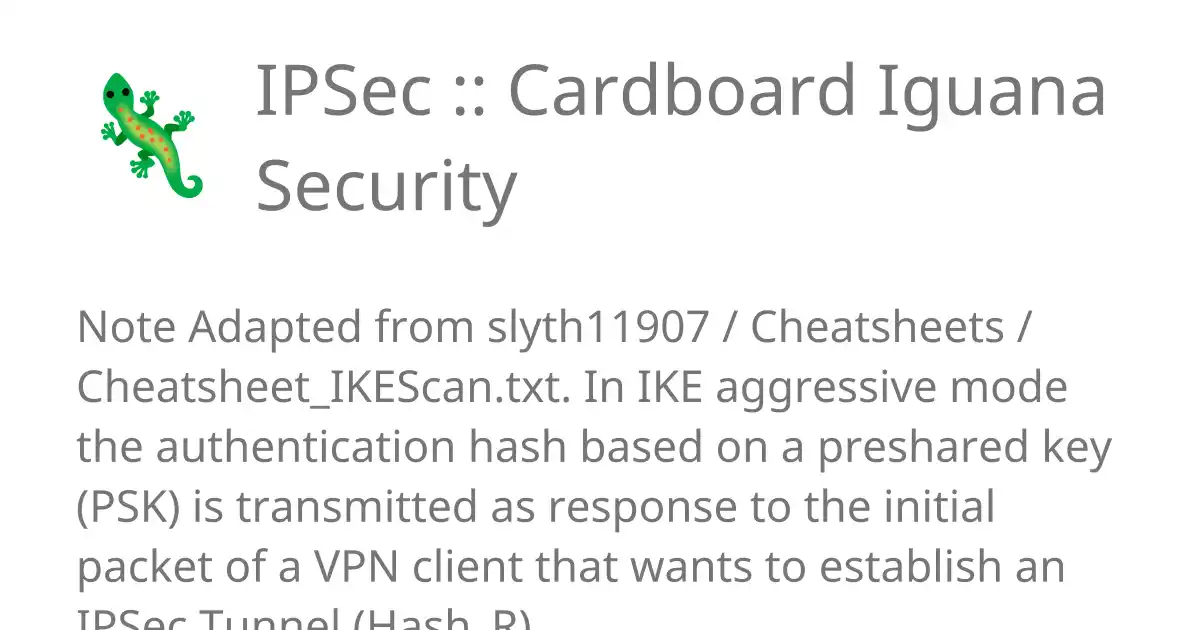 IPSec :: Cardboard Iguana
Security
Note Adapted from slyth11907 / Cheatsheets /
Cheatsheet_IKEScan.txt. In IKE aggressive mode
the authentication hash based on a preshared key
(PSK) is transmitted as response to the initial
packet of a VPN client that wants to establish an
IPSec Tunnel (Hash_R)